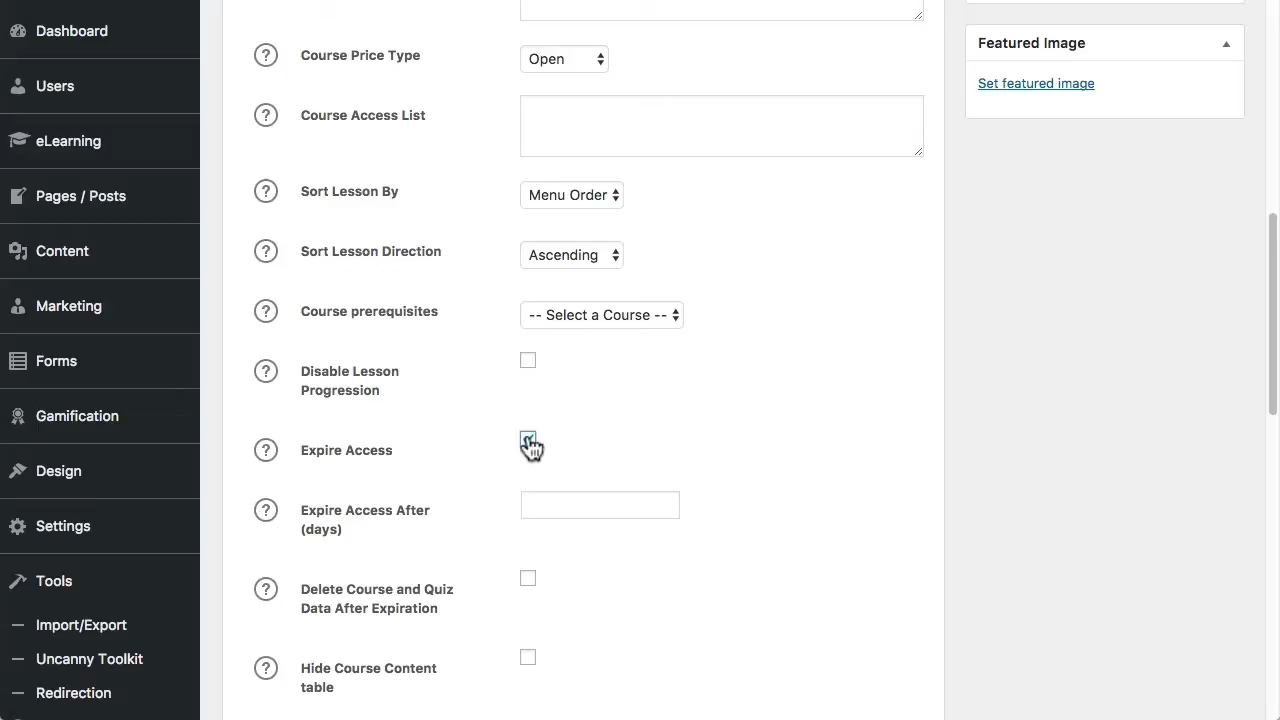 Dashboard
Users
eLearning
Pages / Posts
Content
Marketing
Forms
Gamification
Design
Settings
Tools
Import/Export
Uncanny Toolkit
Redirection
? Course Price Type Open
? Course Access List
? Sort Lesson By Menu Order
? Sort Lesson Direction Ascending
? Course prerequisites -- Select a Course --
? Disable Lesson
Progression
? Expire Access
? Expire Access After
(days)
? Delete Course and Quiz
Data After Expiration
? Hide Course Content
table
Featured Image
Set featured image